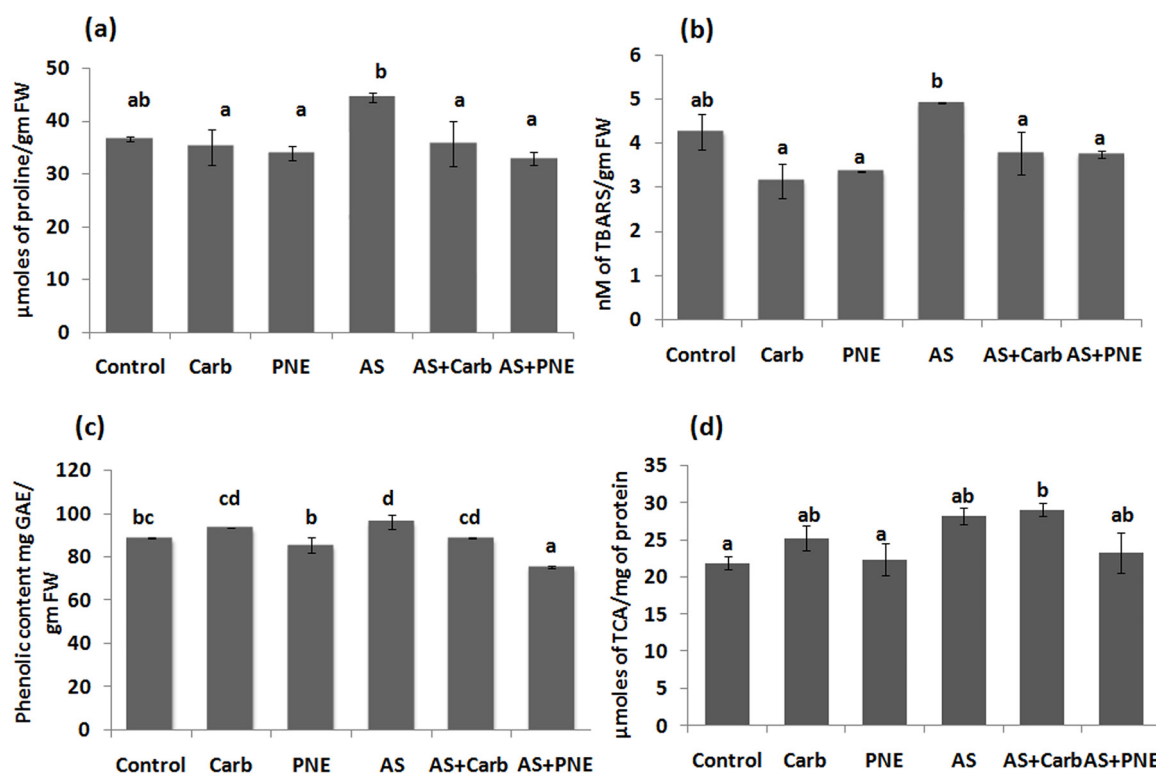 (a)
µmoles of proline/gm FW
50
40
30
20
10
0
ab
a
a
b
a
a
Control Carb PNE AS AS+Carb AS+PNE
(b)
nM of TBARS/gm FW
6
5
4
3
2
1
0
ab
a
a
b
a
a
Control Carb PNE AS AS+Carb AS+PNE
(c)
Phenolic content mg GAE/
gm FW
120
100
80
60
40
20
0
bc
cd
b
d
cd
a
Control Carb PNE AS AS+Carb AS+PNE
(d)
µmoles of TCA/mg of protein
35
30
25
20
15
10
5
0
a
ab
a
ab
b
ab
Control Carb PNE AS AS+Carb AS+PNE